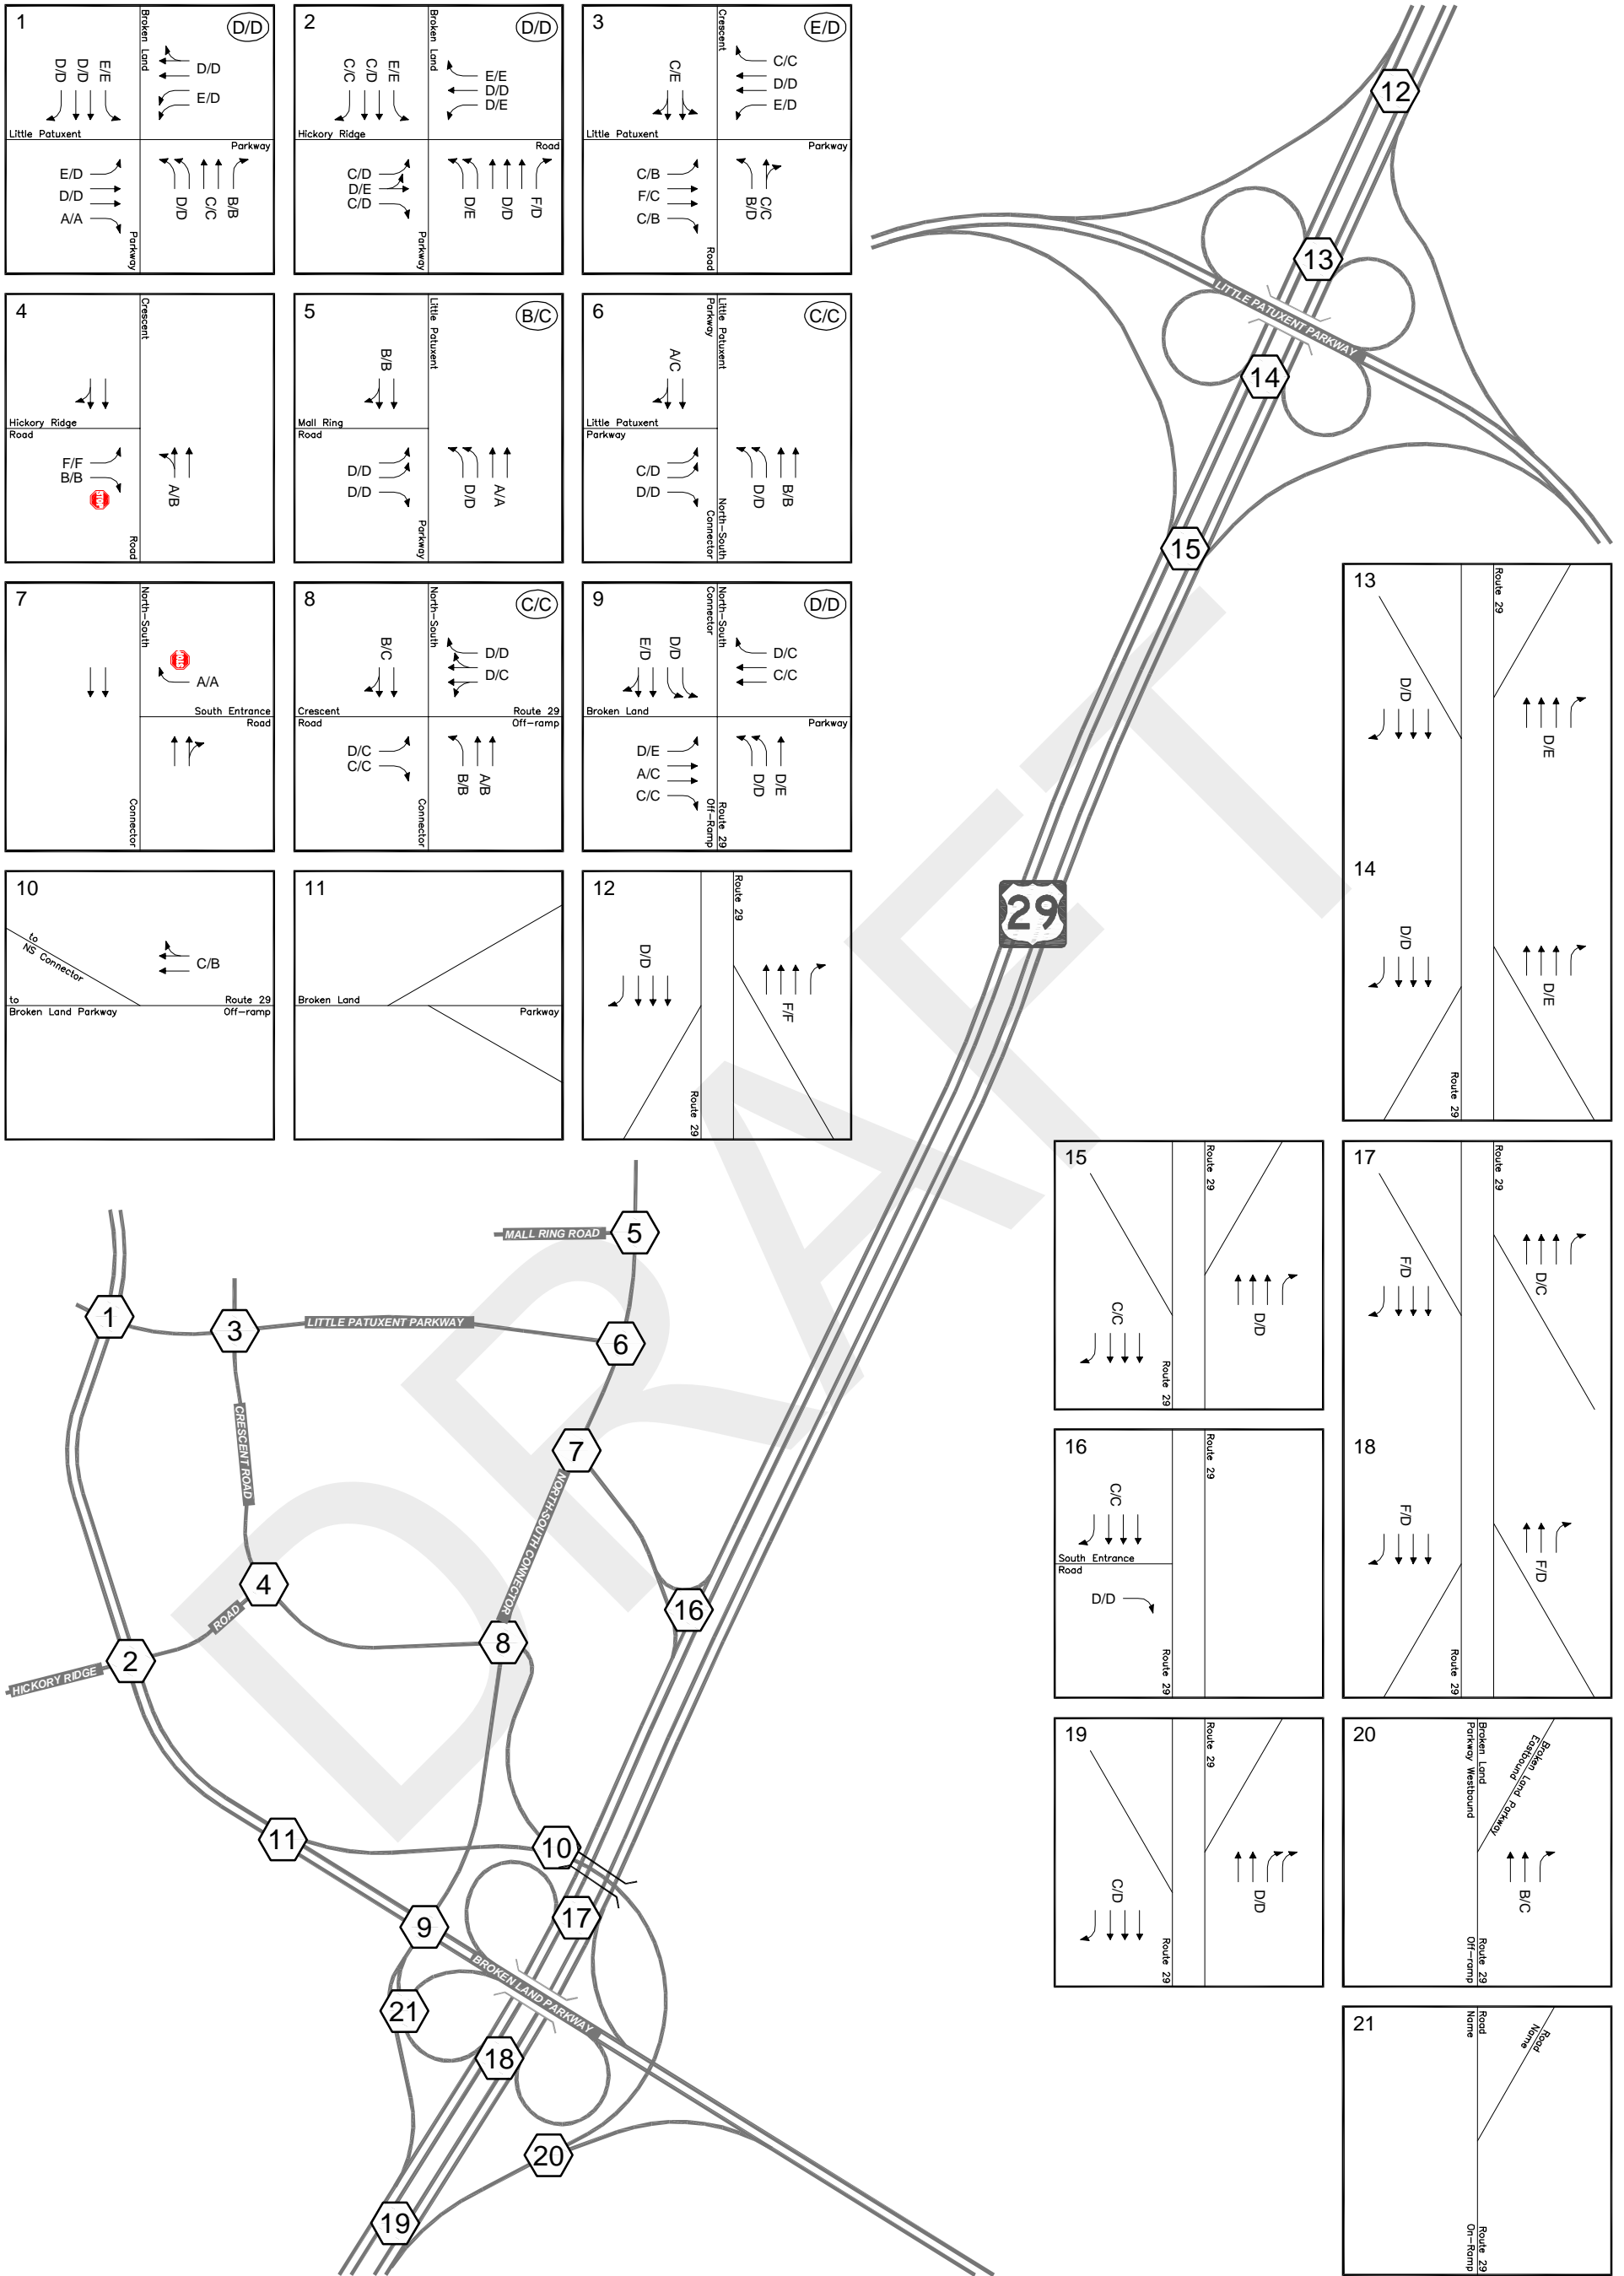 1
D/D
Broken Land
D/D
D/D
E/E
D/D
E/D
Little Patuxent
Parkway
E/D
D/D
A/A
D/D
C/C
B/B
Parkway
2
D/D
Broken Land
C/C
C/D
E/E
E/E
D/D
D/E
Hickory Ridge
Road
C/D
D/E
C/D
D/E
D/D
F/D
Parkway
3
E/D
Crescent
C/E
C/C
D/D
E/D
Little Patuxent
Parkway
C/B
F/C
C/B
B/D
C/C
Road
4
Crescent
Hickory Ridge
Road
F/F
B/B
STOP
A/B
Road
5
B/C
Little Patuxent
B/B
Mall Ring
Road
D/D
D/D
D/D
A/A
Parkway
6
C/C
Little Patuxent
Parkway
A/C
Little Patuxent
Parkway
C/D
D/D
D/D
B/B
North-South
Connector
7
North-South
STOP
A/A
South Entrance
Road
Connector
8
C/C
North-South
B/C
D/D
D/C
Crescent
Road
Route 29
Off-ramp
D/C
C/C
B/B
A/B
Connector
9
D/D
North-South
Connector
E/D
D/D
D/C
C/C
Broken Land
Parkway
D/E
A/C
C/C
D/D
D/E
Route 29
Off-Ramp
10
to
NS Connector
C/B
to
Broken Land Parkway
Route 29
Off-ramp
11
Broken Land
Parkway
12
Route 29
D/D
F/F
Route 29
13
Route 29
D/D
D/E
14
D/D
D/E
Route 29
15
Route 29
C/C
D/D
Route 29
16
Route 29
C/C
South Entrance
Road
D/D
Route 29
17
Route 29
F/D
D/C
18
F/D
F/D
Route 29
19
Route 29
C/D
D/D
Route 29
20
Broken Land
Parkway Westbound
Broken Land Parkway
Eastbound
B/C
Route 29
Off-ramp
21
Road
Name
Road
Name
Route 29
On-Ramp
12
13
LITTLE PATUXENT PARKWAY
14
15
29
DRAFT
MALL RING ROAD
5
1
3
LITTLE PATUXENT PARKWAY
6
CRESCENT ROAD
7
NORTH-SOUTH CONNECTOR
4
ROAD
16
8
2
HICKORY RIDGE
11
10
17
9
BROKEN LAND PARKWAY
21
18
20
19